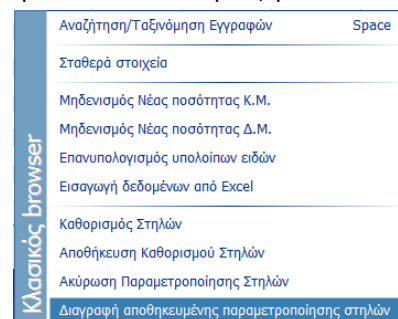 Αναζήτηση/Ταξινόμηση Εγγραφών Space
Σταθερά στοιχεία
Μηδενισμός Νέας ποσότητας Κ.Μ.
Μηδενισμός Νέας ποσότητας Δ.Μ.
Επανυπολογισμός υπολοίπων ειδών
Εισαγωγή δεδομένων από Excel
Καθορισμός Στηλών
Αποθήκευση Καθορισμού Στηλών
Ακύρωση Παραμετροποίησης Στηλών
Διαγραφή αποθηκευμένης παραμετροποίησης στηλών
Κλασικός browser